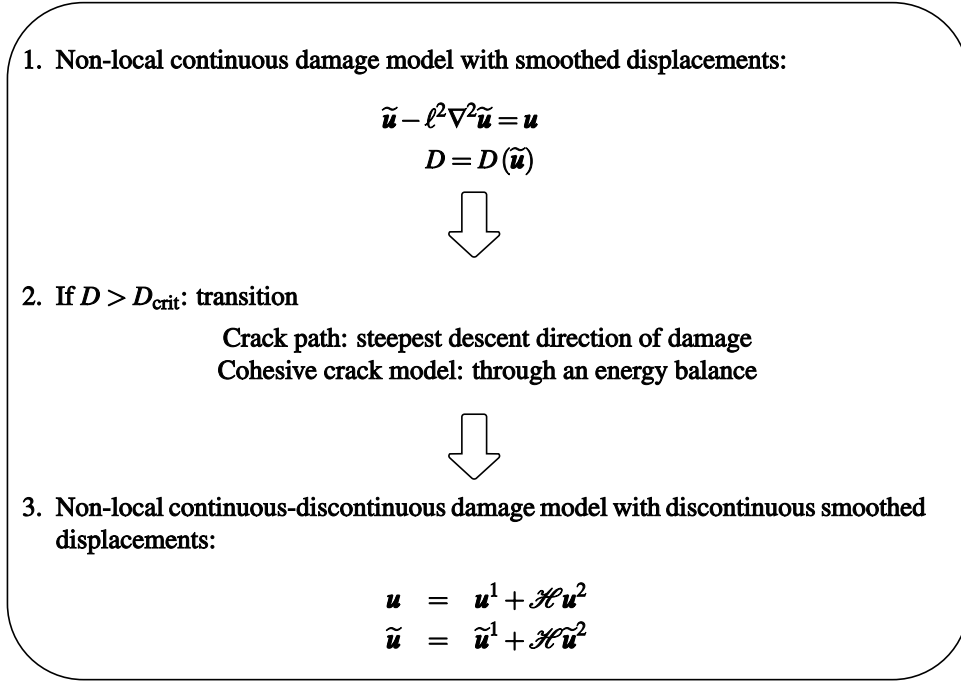 1. Non-local continuous damage model with smoothed displacements:
ũ − ℓ²∇²ũ = u
D = D(ũ)
2. If D > D_crit: transition
Crack path: steepest descent direction of damage
Cohesive crack model: through an energy balance
3. Non-local continuous-discontinuous damage model with discontinuous smoothed
displacements:
u = u¹ + ℋu²
ũ = ũ¹ + ℋũ²